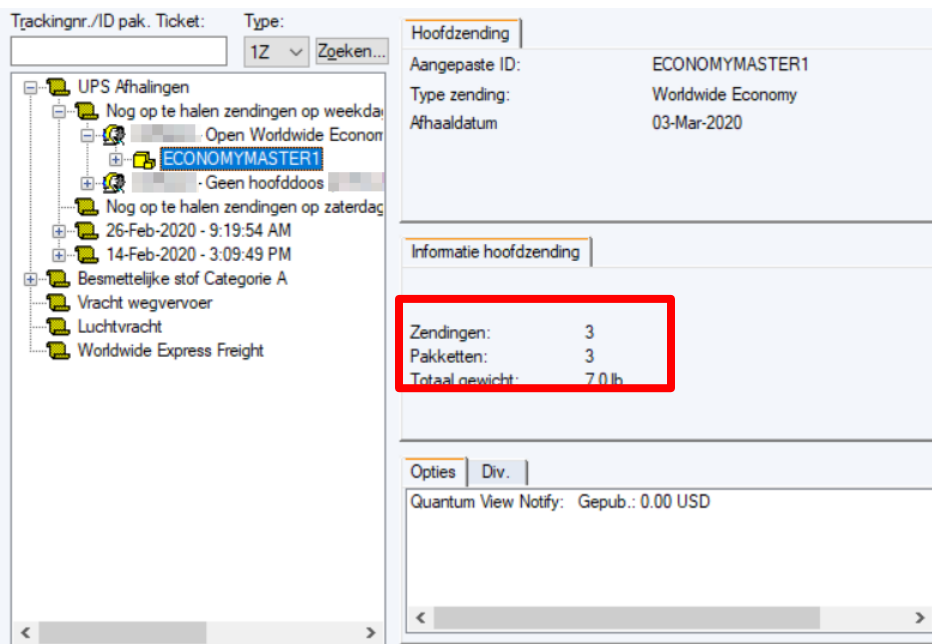 Trackingnr./ID pak. Ticket: Type:
1Z Zoeken...
UPS Afhalingen
Nog op te halen zendingen op weekda
- Open Worldwide Econom
ECONOMYMASTER1
- Geen hoofddoos
Nog op te halen zendingen op zaterdag
26-Feb-2020 - 9:19:54 AM
14-Feb-2020 - 3:09:49 PM
Besmettelijke stof Categorie A
Vracht wegvervoer
Luchtvracht
Worldwide Express Freight
Hoofdzending
Aangepaste ID: ECONOMYMASTER1
Type zending: Worldwide Economy
Afhaaldatum 03-Mar-2020
Informatie hoofdzending
Zendingen: 3
Pakketten: 3
Totaal gewicht: 7.0 lb
Opties Div.
Quantum View Notify: Gepub.: 0.00 USD